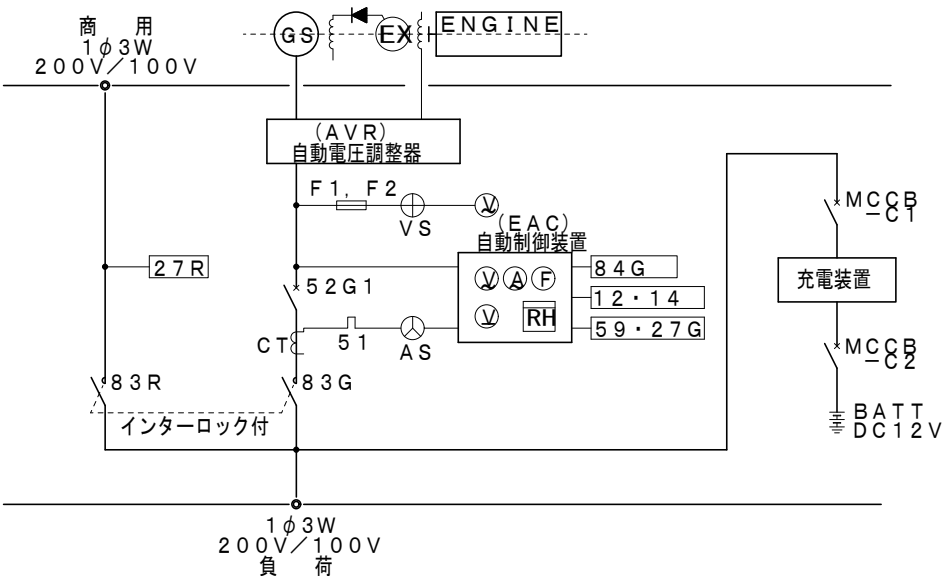 商 用
1φ3W
200V/100V
GS
EX
ENGINE
(AVR)
自動電圧調整器
F1, F2
VS
V
(EAC)
自動制御装置
V A F
V RH
84G
12・14
59・27G
27R
52G1
CT
51
AS
83R
83G
インターロック付
MCCB
-C1
充電装置
MCCB
-C2
BATT
DC12V
1φ3W
200V/100V
負 荷